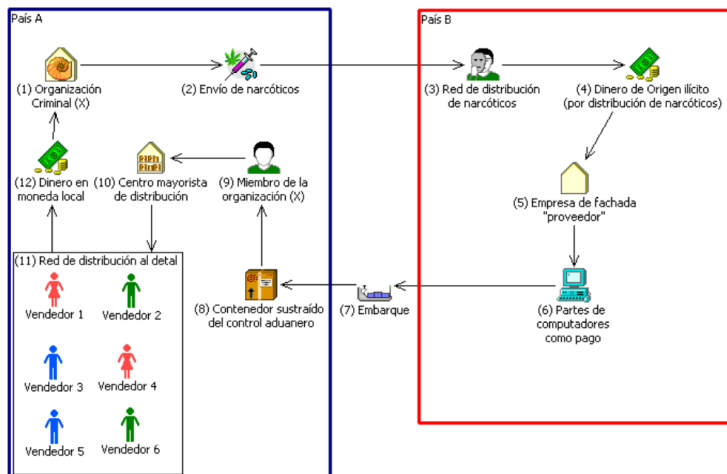 País A
País B
(1) Organización
Criminal (X)
(2) Envío de narcóticos
(3) Red de distribución
de narcóticos
(4) Dinero de Origen ilícito
(por distribución de narcóticos)
(12) Dinero en
moneda local
(10) Centro mayorista
de distribución
(9) Miembro de la
organización (X)
(5) Empresa de fachada
"proveedor"
(11) Red de distribución al detal
Vendedor 1
Vendedor 2
(8) Contenedor sustraído
del control aduanero
(7) Embarque
(6) Partes de
computadores
como pago
Vendedor 3
Vendedor 4
Vendedor 5
Vendedor 6